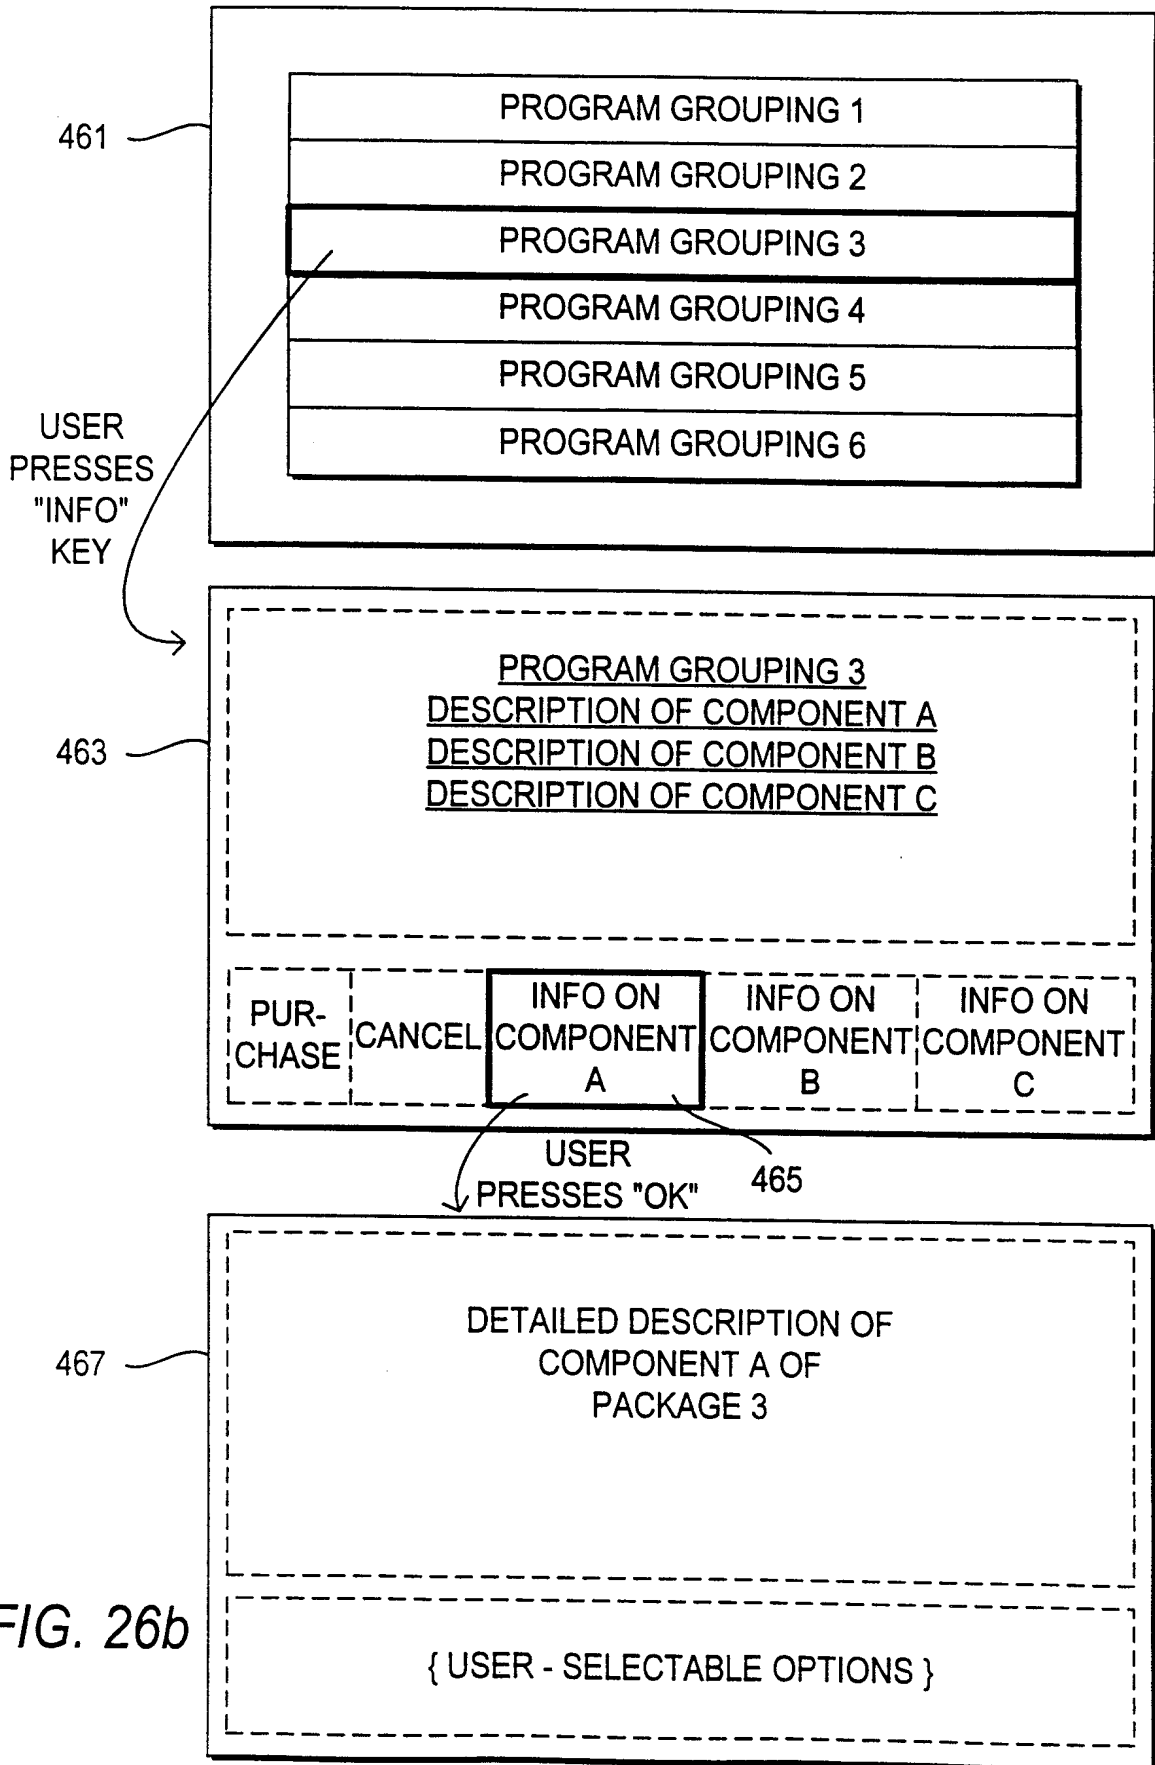 PROGRAM GROUPING 1
461
PROGRAM GROUPING 2
PROGRAM GROUPING 3
PROGRAM GROUPING 4
PROGRAM GROUPING 5
PROGRAM GROUPING 6
USER
PRESSES
"INFO"
KEY
PROGRAM GROUPING 3
DESCRIPTION OF COMPONENT A
DESCRIPTION OF COMPONENT B
DESCRIPTION OF COMPONENT C
463
PUR-
CHASE
CANCEL
INFO ON
COMPONENT
A
INFO ON
COMPONENT
B
INFO ON
COMPONENT
C
USER
PRESSES "OK"
465
DETAILED DESCRIPTION OF
COMPONENT A OF
PACKAGE 3
467
FIG. 26b
{ USER - SELECTABLE OPTIONS }